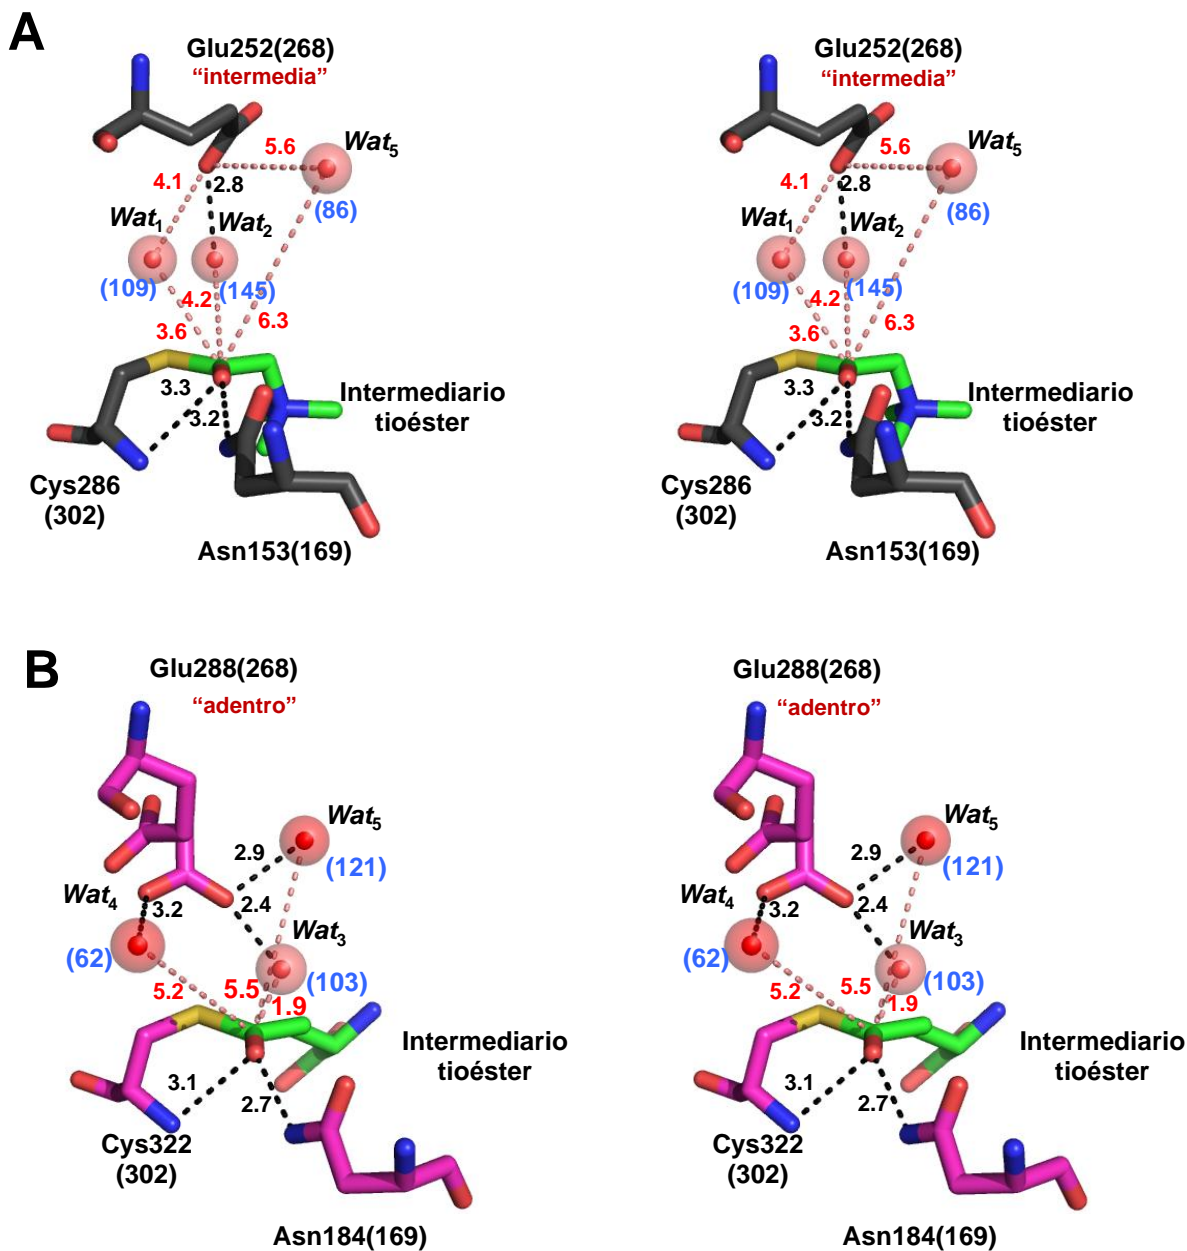 A
Glu252(268)
“intermedia”
5.6
Wat5
4.1
2.8
(86)
Wat1
Wat2
(109)
4.2
(145)
3.6
6.3
3.3
3.2
Intermediario
tioéster
Cys286
(302)
Asn153(169)
Glu252(268)
“intermedia”
5.6
Wat5
4.1
2.8
(86)
Wat1
Wat2
(109)
4.2
(145)
3.6
6.3
3.3
3.2
Intermediario
tioéster
Cys286
(302)
Asn153(169)
B
Glu288(268)
“adentro”
Wat5
2.9
(121)
Wat4
3.2
2.4
Wat3
(62)
(103)
5.2
5.5
1.9
Intermediario
tioéster
3.1
2.7
Cys322
(302)
Asn184(169)
Glu288(268)
“adentro”
Wat5
2.9
(121)
Wat4
3.2
2.4
Wat3
(62)
(103)
5.2
5.5
1.9
Intermediario
tioéster
3.1
2.7
Cys322
(302)
Asn184(169)